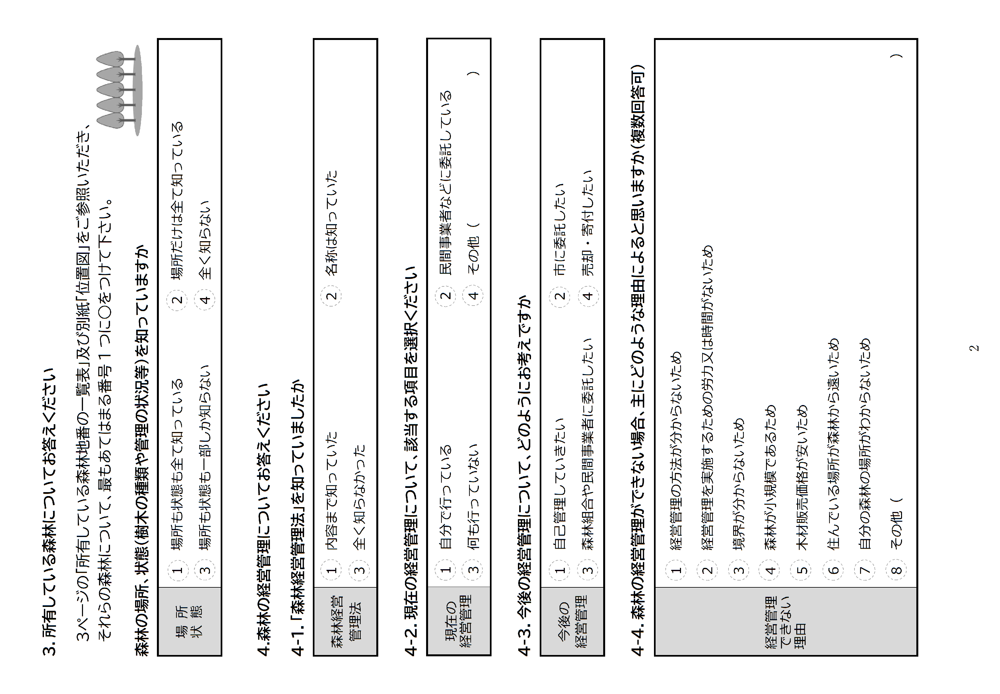 3. 所有している森林についてお答えください
3ページの「所有している森林地番の一覧表」及び別紙「位置図」をご参照いただき、
それらの森林について、最もあてはまる番号1つに○をつけて下さい。
森林の場所、状態(樹木の種類や管理の状況等)を知っていますか
場 所
状 態
1 場所も状態も全て知っている 2 場所だけは全て知っている
3 場所も状態も一部しか知らない 4 全く知らない
4.森林の経営管理についてお答えください
4-1.「森林経営管理法」を知っていましたか
森林経営
管理法
1 内容まで知っていた 2 名称は知っていた
3 全く知らなかった
4-2. 現在の経営管理について、該当する項目を選択ください
現在の
経営管理
1 自分で行っている 2 民間事業者などに委託している
3 何も行っていない 4 その他 ( )
4-3. 今後の経営管理について、どのようにお考えですか
今後の
経営管理
1 自己管理していきたい 2 市に委託したい
3 森林組合や民間事業者に委託したい 4 売却・寄付したい
4-4. 森林の経営管理ができない場合、主にどのような理由によると思いますか(複数回答可)
経営管理
できない
理由
1 経営管理の方法が分からないため
2 経営管理を実施するための労力又は時間がないため
3 境界が分からないため
4 森林が小規模であるため
5 木材販売価格が安いため
6 住んでいる場所が森林から遠いため
7 自分の森林の場所がわからないため
8 その他 ( )
2